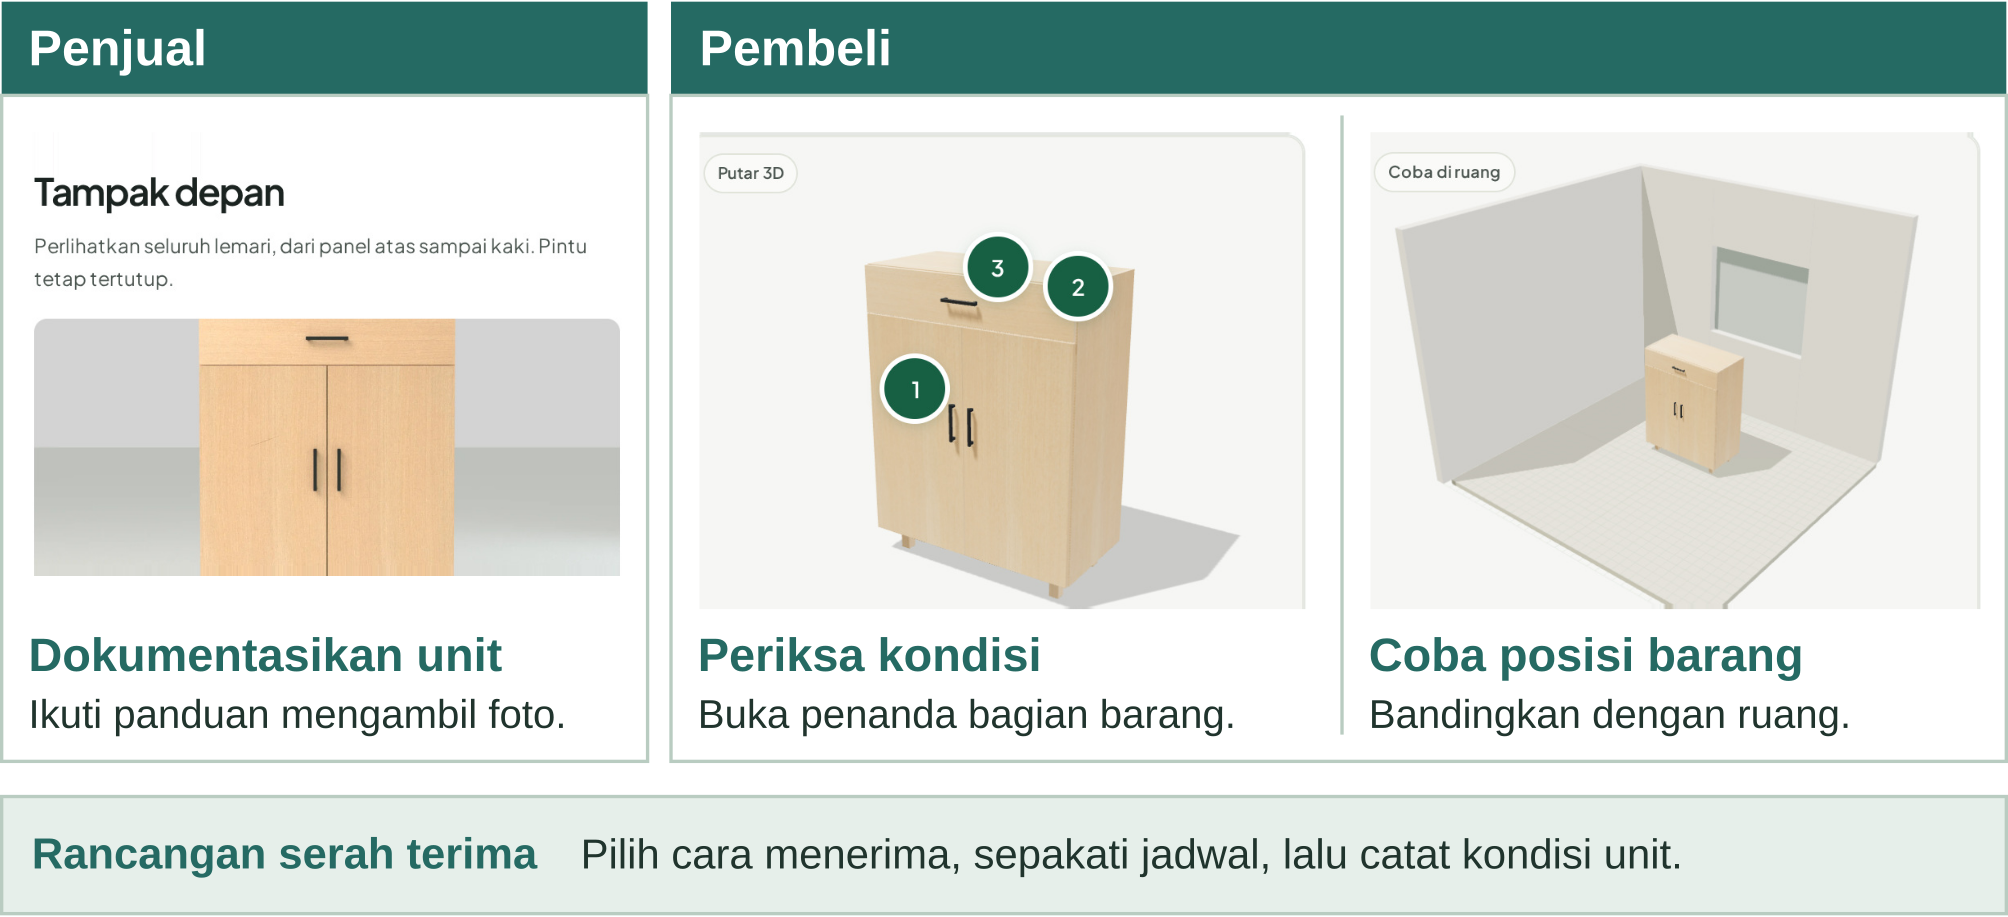 Penjual
Tampak depan
Perlihatkan seluruh lemari, dari panel atas sampai kaki. Pintu
tetap tertutup.
Dokumentasikan unit
Ikuti panduan mengambil foto.
Pembeli
Putar 3D
3
2
1
Periksa kondisi
Buka penanda bagian barang.
Coba di ruang
Coba posisi barang
Bandingkan dengan ruang.
Rancangan serah terima Pilih cara menerima, sepakati jadwal, lalu catat kondisi unit.